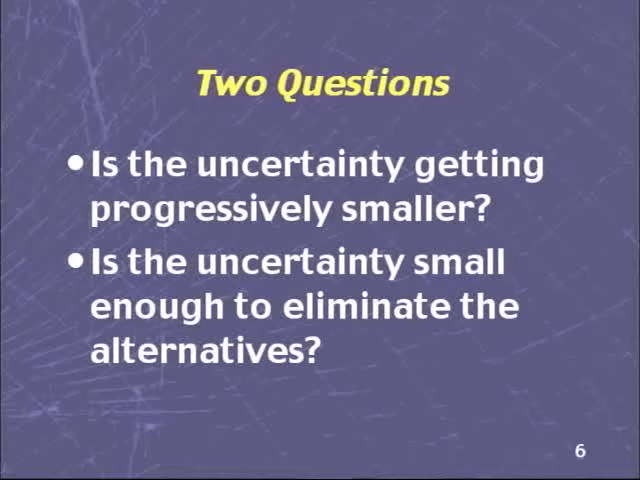 Two Questions
• Is the uncertainty getting
progressively smaller?
• Is the uncertainty small
enough to eliminate the
alternatives?
6